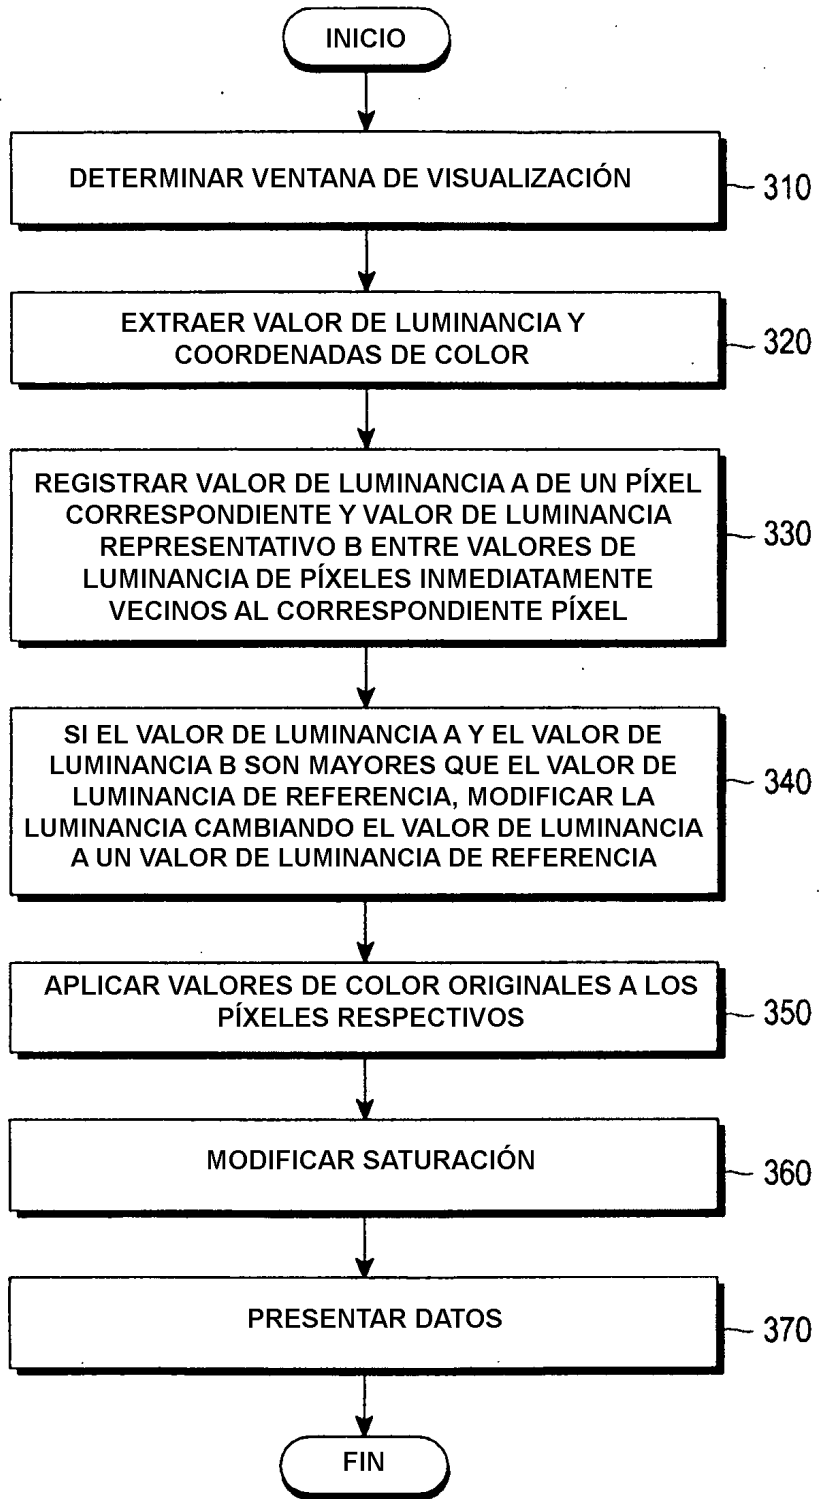 INICIO
DETERMINAR VENTANA DE VISUALIZACIÓN
310
EXTRAER VALOR DE LUMINANCIA Y
COORDENADAS DE COLOR
320
REGISTRAR VALOR DE LUMINANCIA A DE UN PÍXEL
CORRESPONDIENTE Y VALOR DE LUMINANCIA
REPRESENTATIVO B ENTRE VALORES DE
LUMINANCIA DE PÍXELES INMEDIATAMENTE
VECINOS AL CORRESPONDIENTE PÍXEL
330
SI EL VALOR DE LUMINANCIA A Y EL VALOR DE
LUMINANCIA B SON MAYORES QUE EL VALOR DE
LUMINANCIA DE REFERENCIA, MODIFICAR LA
LUMINANCIA CAMBIANDO EL VALOR DE LUMINANCIA
A UN VALOR DE LUMINANCIA DE REFERENCIA
340
APLICAR VALORES DE COLOR ORIGINALES A LOS
PÍXELES RESPECTIVOS
350
MODIFICAR SATURACIÓN
360
PRESENTAR DATOS
370
FIN